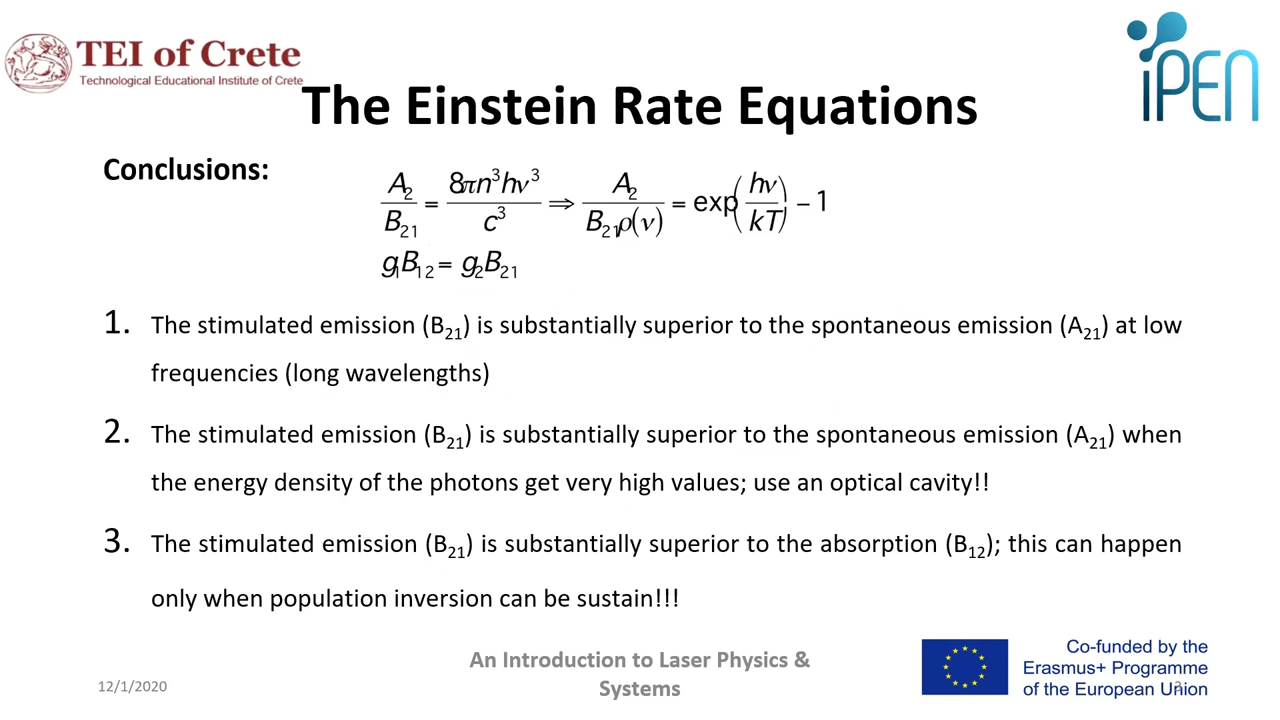 TEI of Crete
Technological Educational Institute of Crete
iPEN
The Einstein Rate Equations
Conclusions:
A₂/B₂₁ = 8πn³hν³/c³ ⇒ A₂/B₂₁ρ(ν) = exp(hν/kT) – 1
g₁B₁₂ = g₂B₂₁
1. The stimulated emission (B₂₁) is substantially superior to the spontaneous emission (A₂₁) at low
frequencies (long wavelengths)
2. The stimulated emission (B₂₁) is substantially superior to the spontaneous emission (A₂₁) when
the energy density of the photons get very high values; use an optical cavity!!
3. The stimulated emission (B₂₁) is substantially superior to the absorption (B₁₂); this can happen
only when population inversion can be sustain!!!
12/1/2020
An Introduction to Laser Physics &
Systems
Co-funded by the
Erasmus+ Programme
of the European Union